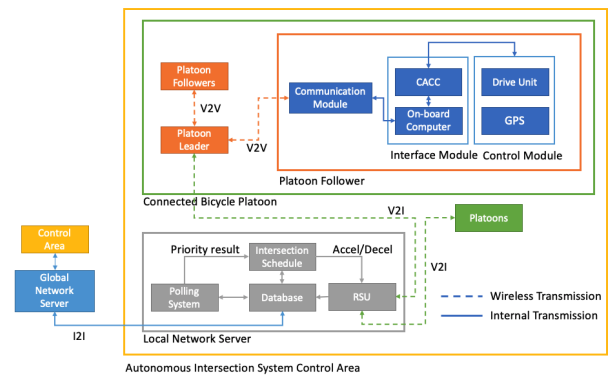 Platoon
Followers
V2V
Platoon
Leader
V2V
Communication
Module
CACC
On-board
Computer
Interface Module
Drive Unit
GPS
Control Module
Platoon Follower
Connected Bicycle Platoon
V2I
Platoons
V2I
Control
Area
Global
Network
Server
I2I
Priority result
Intersection
Schedule
Accel/Decel
Polling
System
Database
RSU
Local Network Server
Wireless Transmission
Internal Transmission
Autonomous Intersection System Control Area